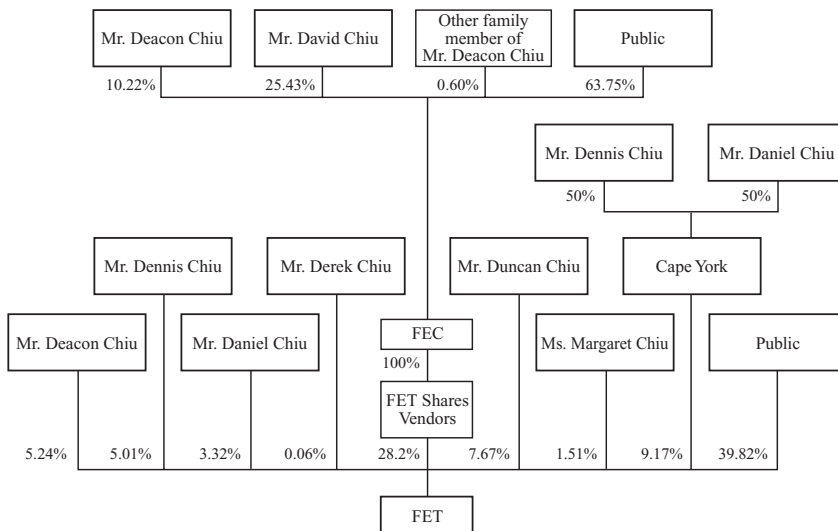 Mr. Deacon Chiu
Mr. David Chiu
Other family
member of
Mr. Deacon Chiu
Public
10.22%
25.43%
0.60%
63.75%
Mr. Dennis Chiu
Mr. Daniel Chiu
50%
50%
Mr. Dennis Chiu
Mr. Derek Chiu
Mr. Duncan Chiu
Cape York
Mr. Deacon Chiu
Mr. Daniel Chiu
FEC
Ms. Margaret Chiu
Public
100%
FET Shares
Vendors
5.24%
5.01%
3.32%
0.06%
28.2%
7.67%
1.51%
9.17%
39.82%
FET